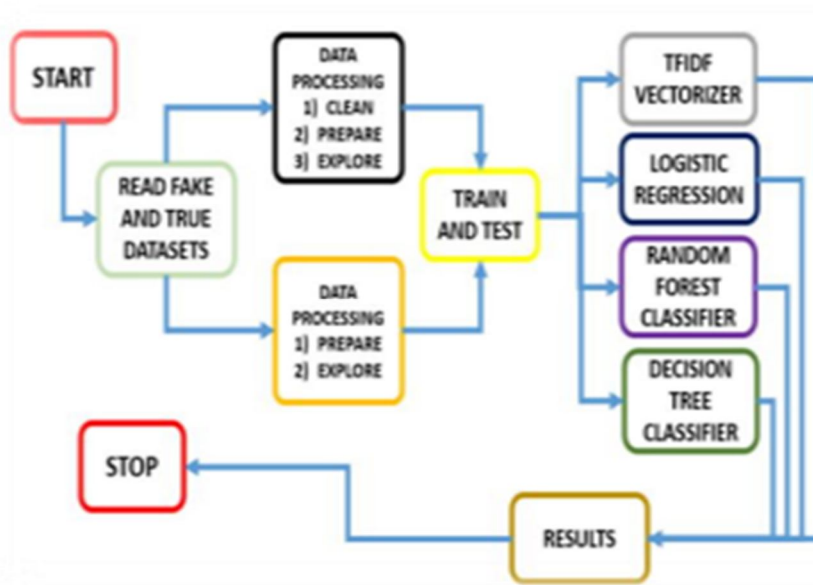 START
READ FAKE
AND TRUE
DATASETS
DATA
PROCESSING
1) CLEAN
2) PREPARE
3) EXPLORE
DATA
PROCESSING
1) PREPARE
2) EXPLORE
TRAIN
AND TEST
TFIDF
VECTORIZER
LOGISTIC
REGRESSION
RANDOM
FOREST
CLASSIFIER
DECISION
TREE
CLASSIFIER
RESULTS
STOP